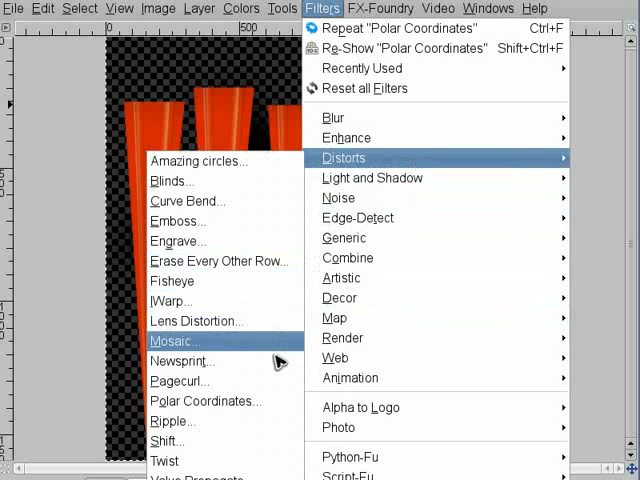 File Edit Select View Image Layer Colors Tools Filters FX-Foundry Video Windows Help
0 500
Repeat "Polar Coordinates" Ctrl+F
Re-Show "Polar Coordinates" Shift+Ctrl+F
Recently Used
Reset all Filters
Blur
Enhance
Distorts
Light and Shadow
Noise
Edge-Detect
Generic
Combine
Artistic
Decor
Map
Render
Web
Animation
Alpha to Logo
Photo
Python-Fu
Script-Fu
Amazing circles...
Blinds...
Curve Bend...
Emboss...
Engrave...
Erase Every Other Row...
Fisheye
IWarp...
Lens Distortion...
Mosaic...
Newsprint...
Pagecurl...
Polar Coordinates...
Ripple...
Shift...
Twist
Value Propagate...